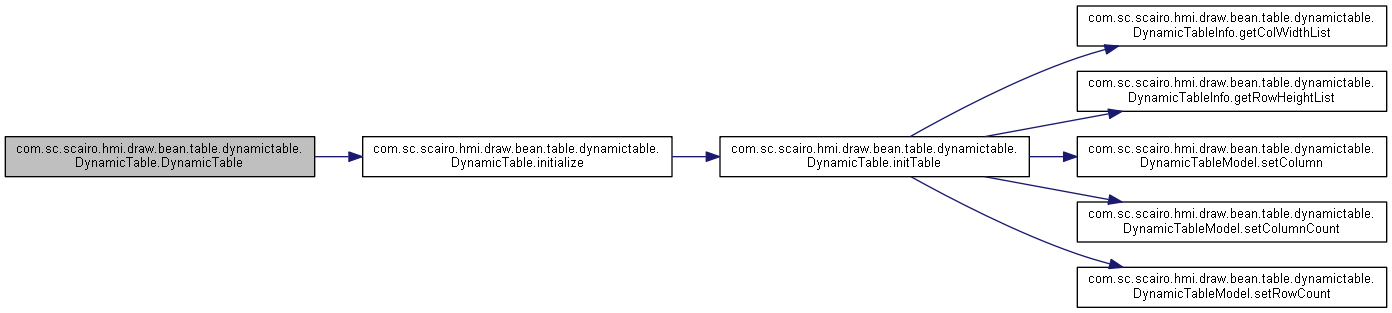 com.sc.scairo.hmi.draw.bean.table.dynamictable.
DynamicTable.DynamicTable
com.sc.scairo.hmi.draw.bean.table.dynamictable.
DynamicTable.initialize
com.sc.scairo.hmi.draw.bean.table.dynamictable.
DynamicTable.initTable
com.sc.scairo.hmi.draw.bean.table.dynamictable.
DynamicTableInfo.getColWidthList
com.sc.scairo.hmi.draw.bean.table.dynamictable.
DynamicTableInfo.getRowHeightList
com.sc.scairo.hmi.draw.bean.table.dynamictable.
DynamicTableModel.setColumn
com.sc.scairo.hmi.draw.bean.table.dynamictable.
DynamicTableModel.setColumnCount
com.sc.scairo.hmi.draw.bean.table.dynamictable.
DynamicTableModel.setRowCount